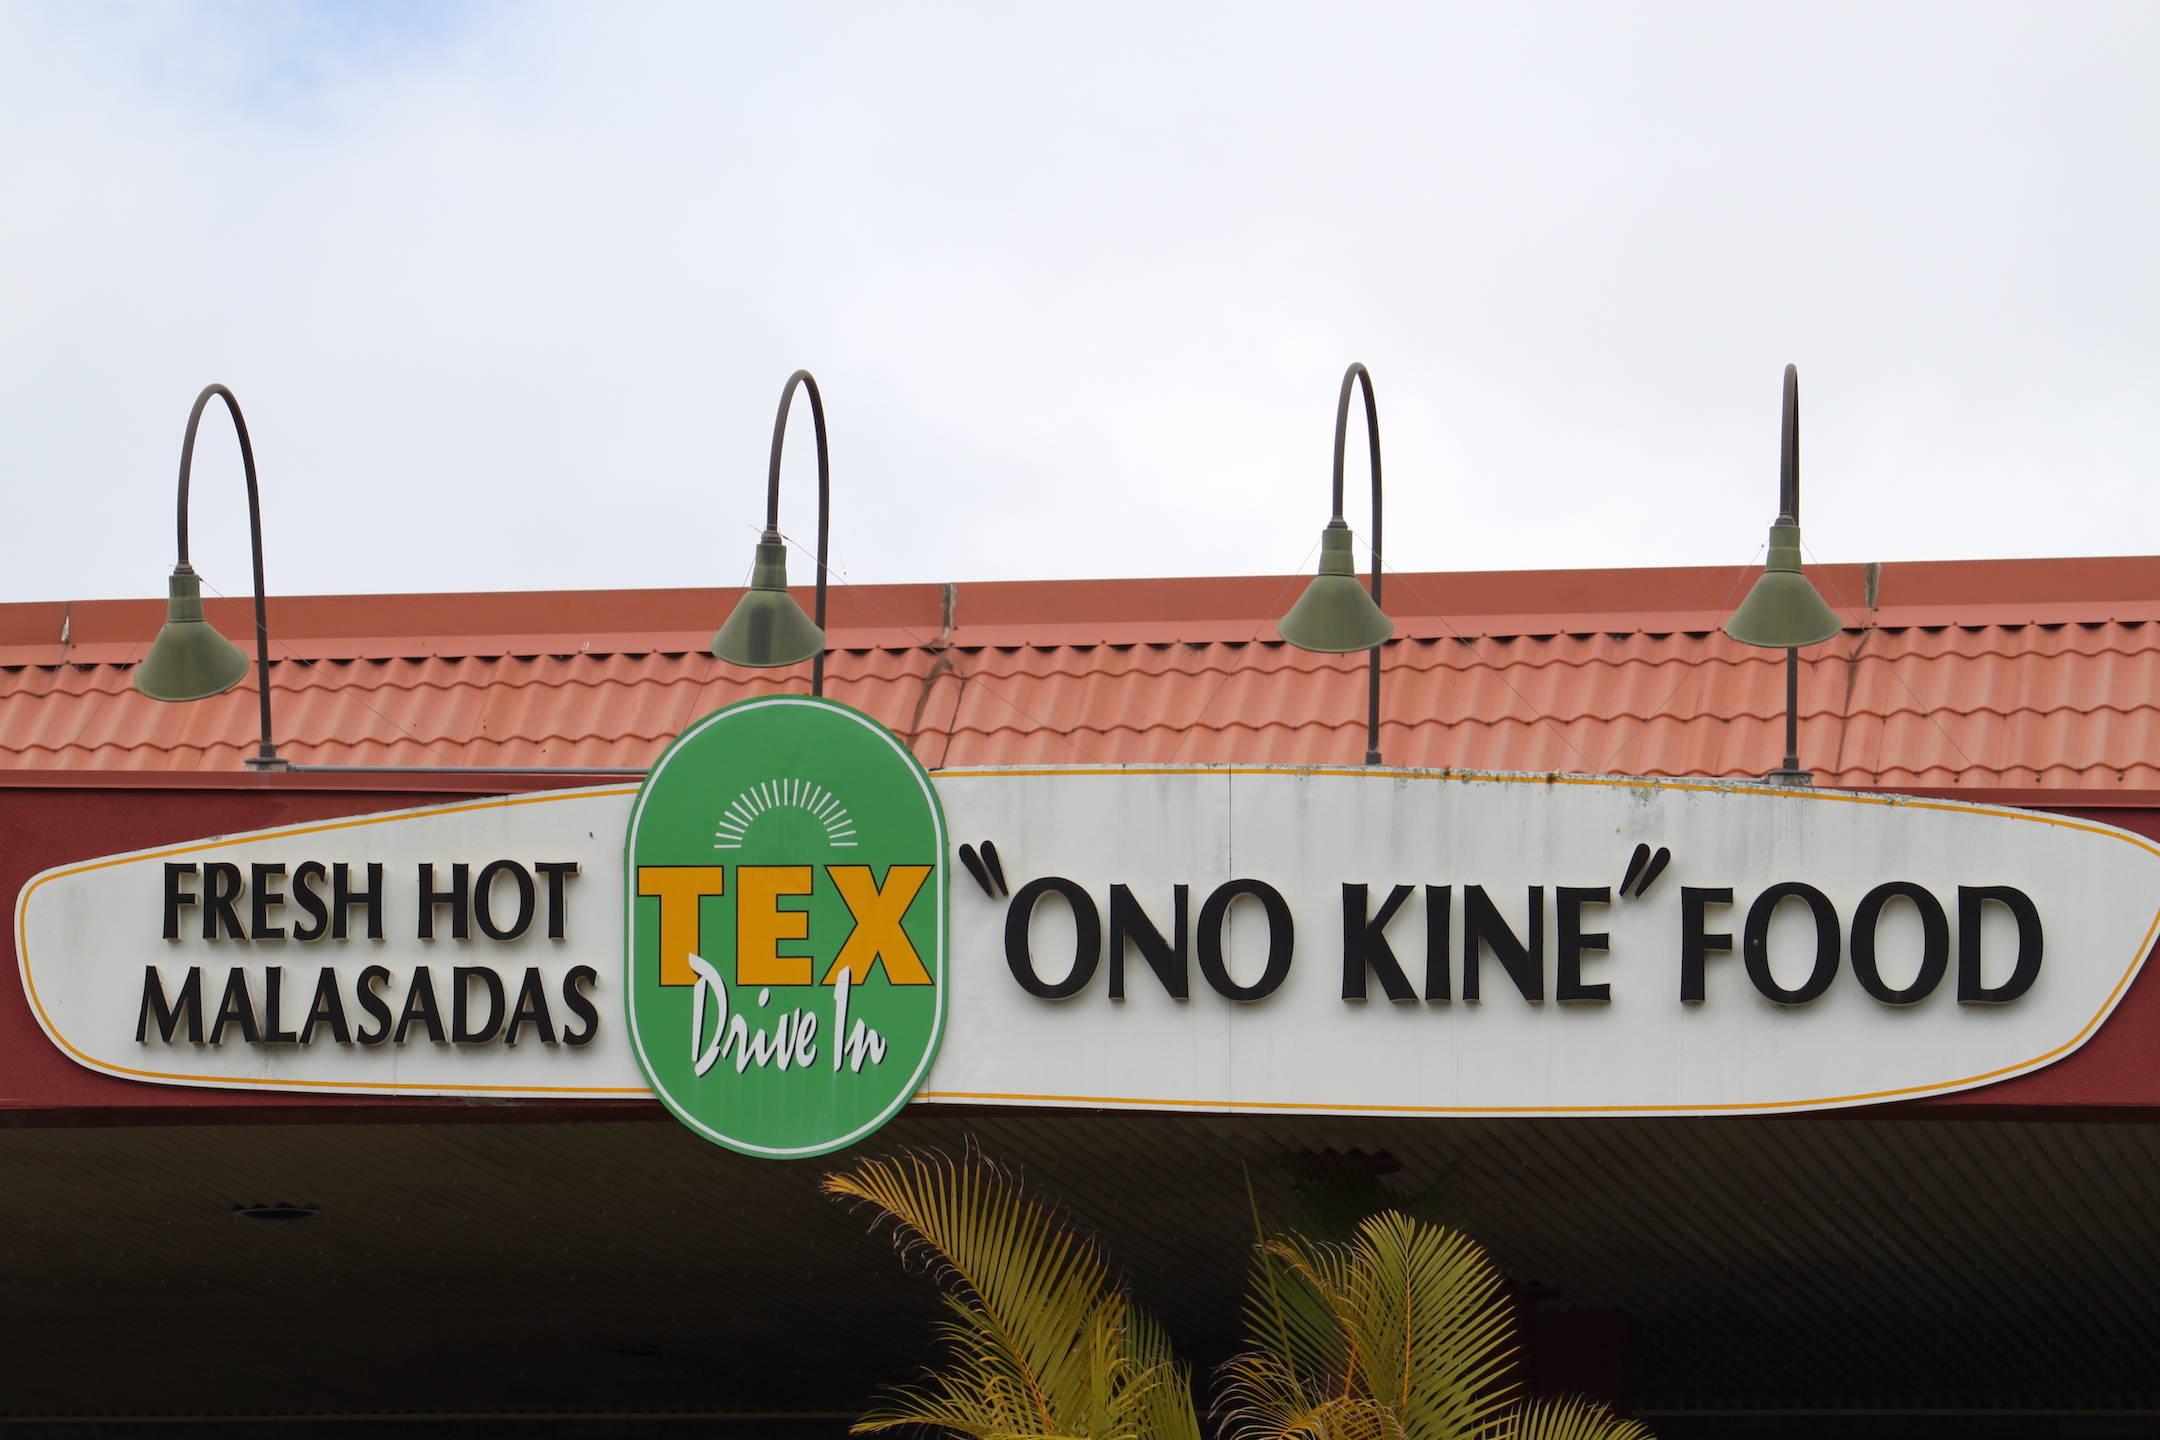 FRESH HOT
MALASADAS
TEX
Drive In
"ONO KINE" FOOD